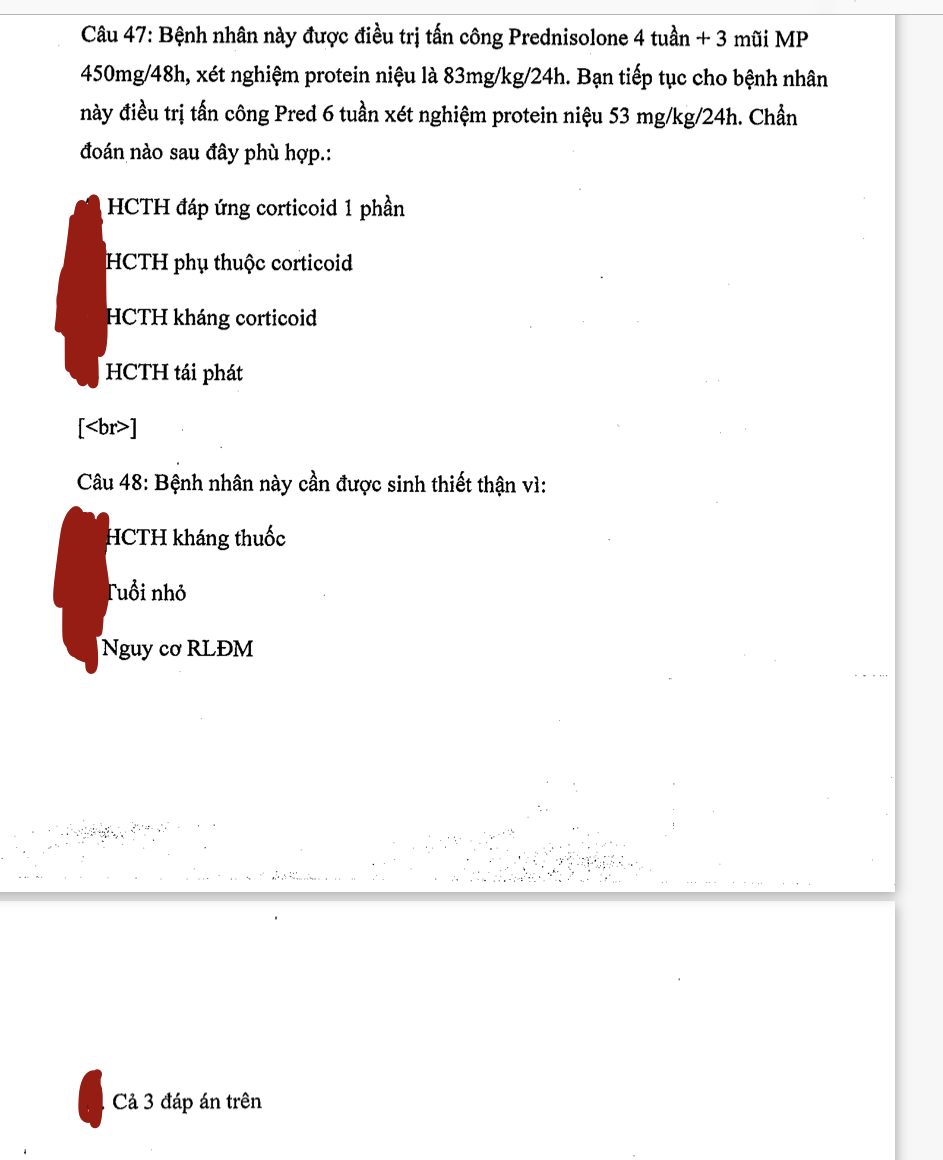 Câu 47: Bệnh nhân này được điều trị tấn công Prednisolone 4 tuần + 3 mũi MP
450mg/48h, xét nghiệm protein niệu là 83mg/kg/24h. Bạn tiếp tục cho bệnh nhân
này điều trị tấn công Pred 6 tuần xét nghiệm protein niệu 53 mg/kg/24h. Chẩn
đoán nào sau đây phù hợp.:
HCTH đáp ứng corticoid 1 phần
HCTH phụ thuộc corticoid
HCTH kháng corticoid
HCTH tái phát
[<br>]
Câu 48: Bệnh nhân này cần được sinh thiết thận vì:
HCTH kháng thuốc
Tuổi nhỏ
Nguy cơ RLĐM
Cả 3 đáp án trên